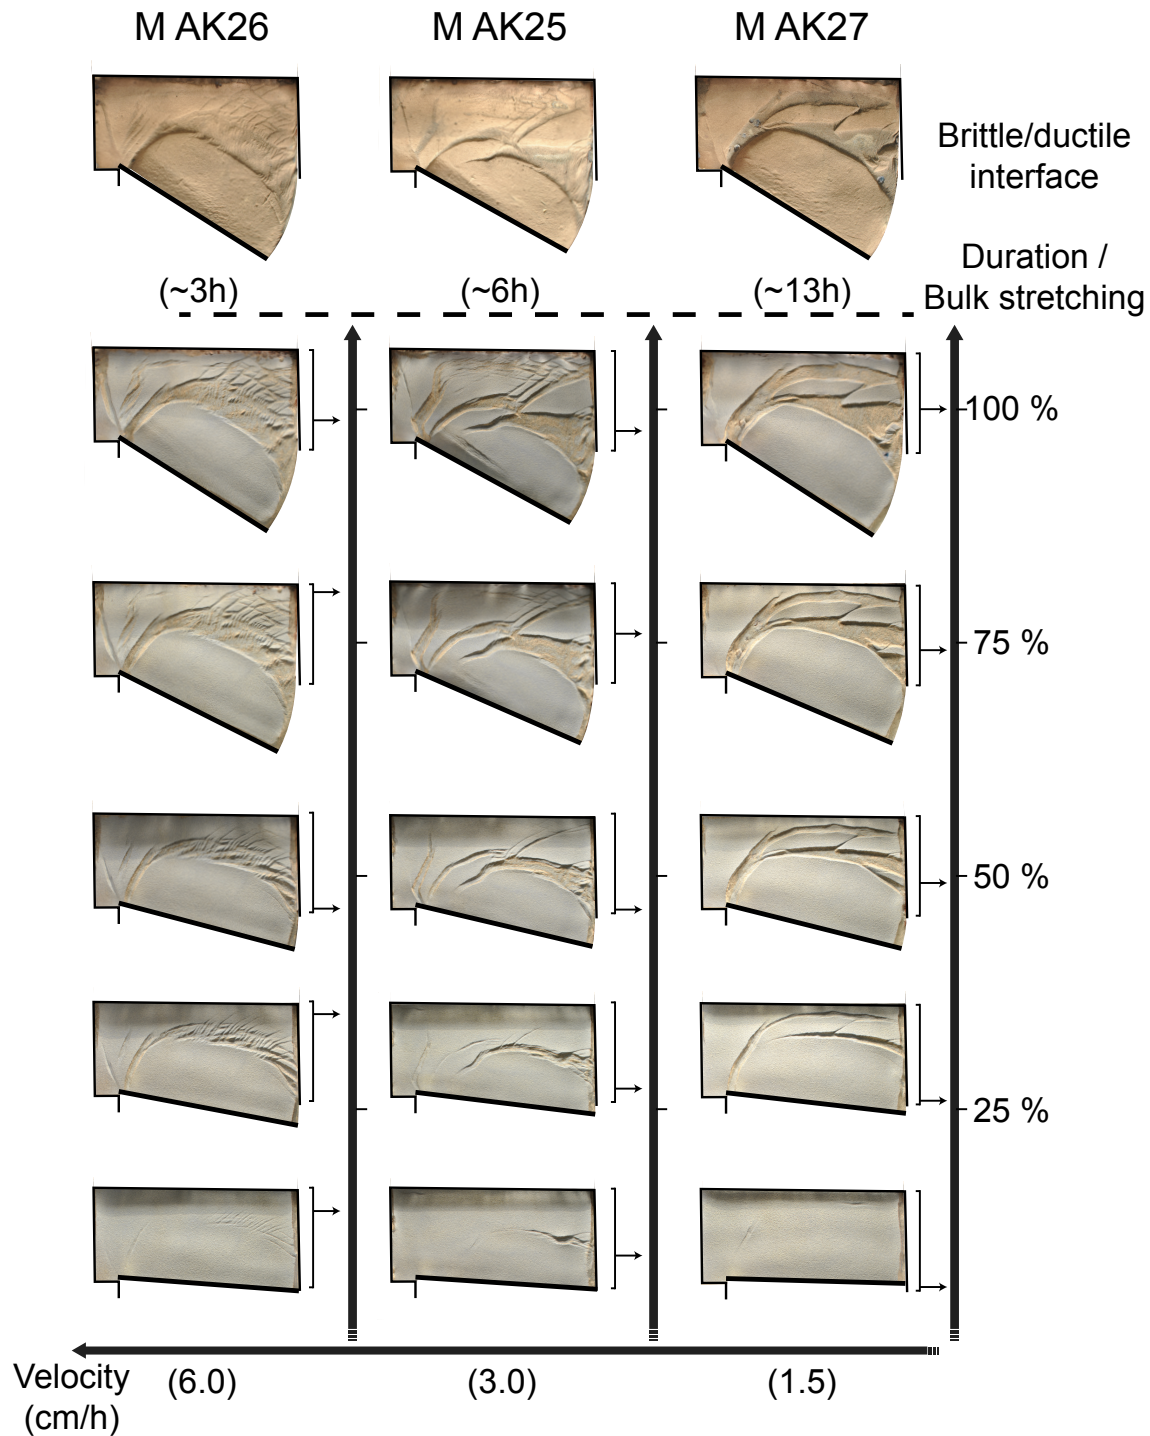 M AK26
M AK25
M AK27
Brittle/ductile
interface
Duration /
Bulk stretching
(~3h)
(~6h)
(~13h)
100 %
75 %
50 %
25 %
Velocity
(cm/h)
(6.0)
(3.0)
(1.5)